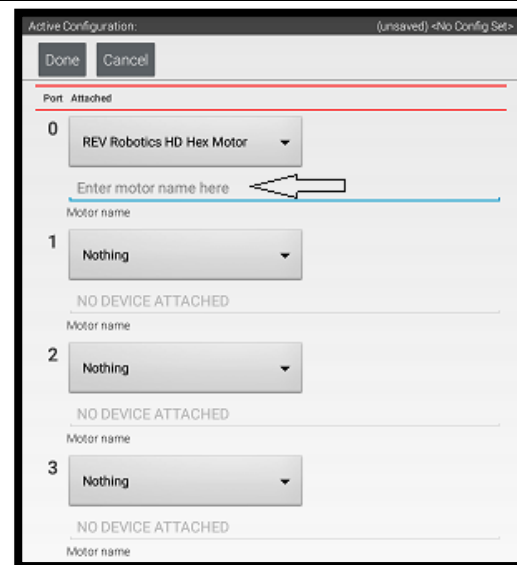 Active Configuration: (unsaved) <No Config Set>
Done Cancel
Port Attached
0 REV Robotics HD Hex Motor
Enter motor name here
Motor name
1 Nothing
NO DEVICE ATTACHED
Motor name
2 Nothing
NO DEVICE ATTACHED
Motor name
3 Nothing
NO DEVICE ATTACHED
Motor name